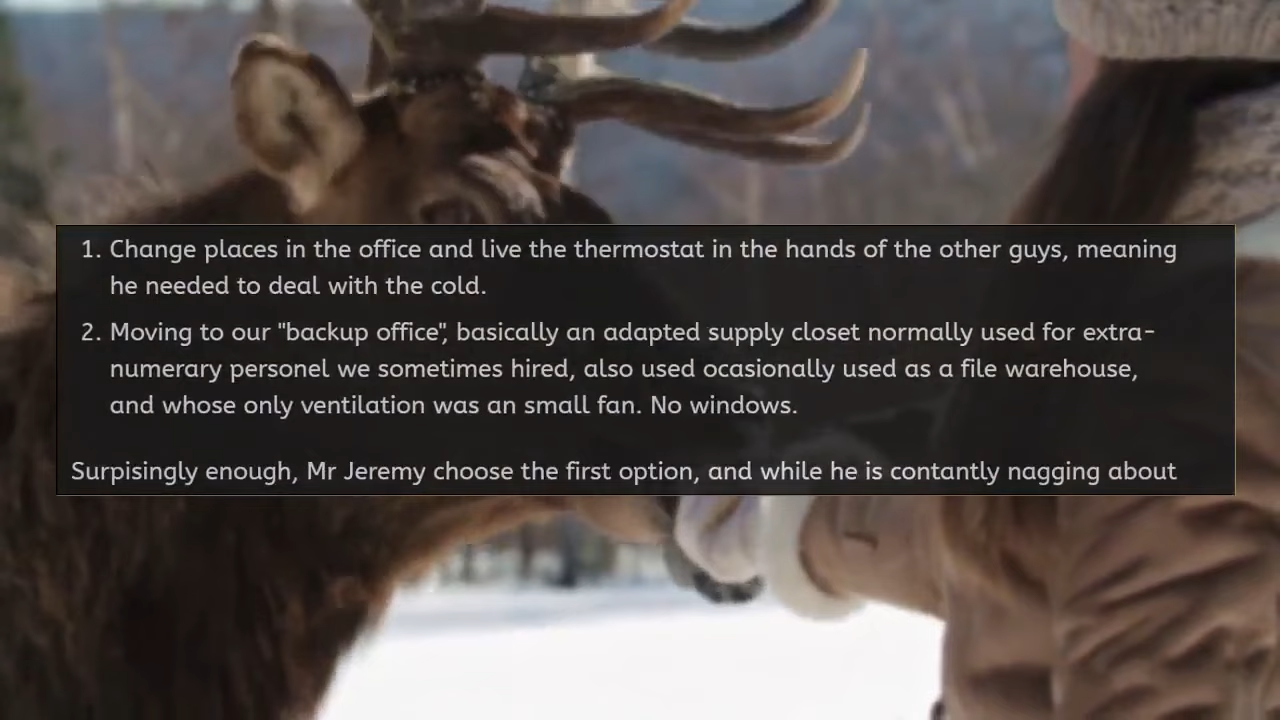 1. Change places in the office and live the thermostat in the hands of the other guys, meaning
he needed to deal with the cold.
2. Moving to our "backup office", basically an adapted supply closet normally used for extra-
numerary personel we sometimes hired, also used ocasionally used as a file warehouse,
and whose only ventilation was an small fan. No windows.
Surpisingly enough, Mr Jeremy choose the first option, and while he is contantly nagging about